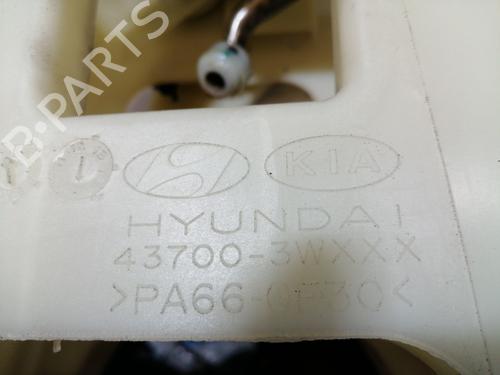 B-PARTS
KIA
HYUNDAI
43700-3WXXX
>PA66-GF30<